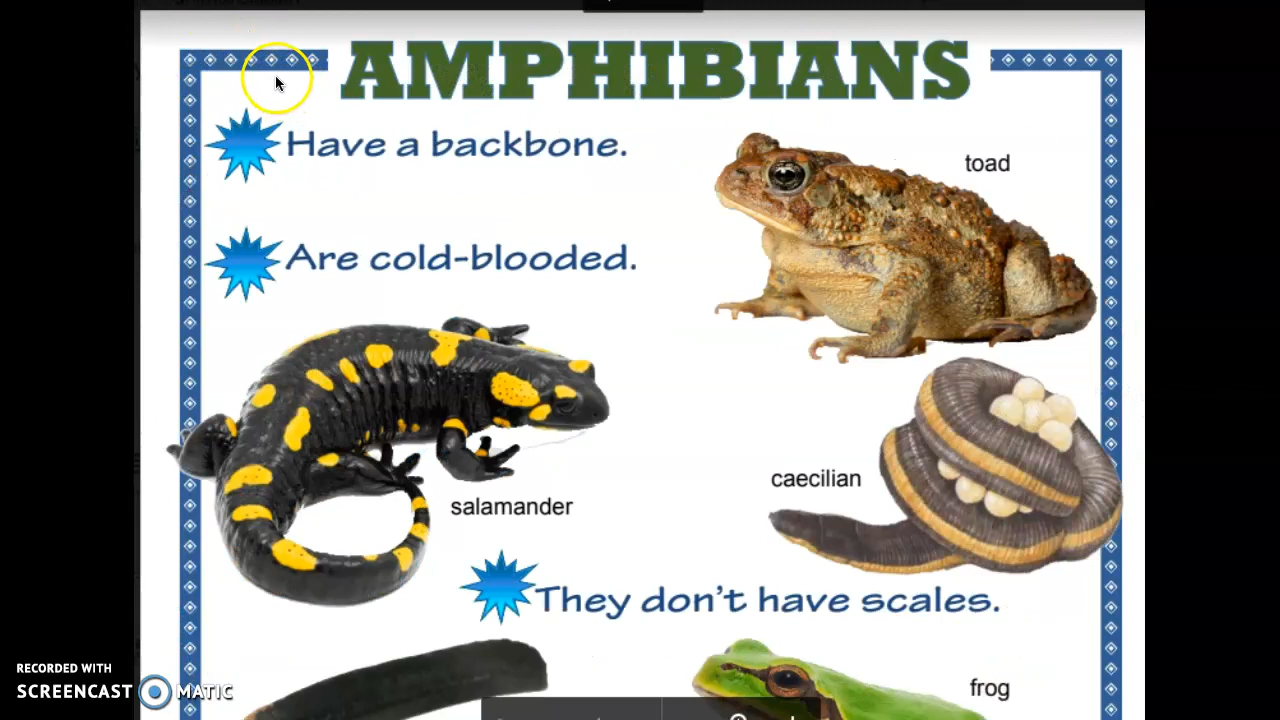 AMPHIBIANS
Have a backbone.
toad
Are cold-blooded.
caecilian
salamander
They don't have scales.
frog
RECORDED WITH
SCREENCAST MATIC